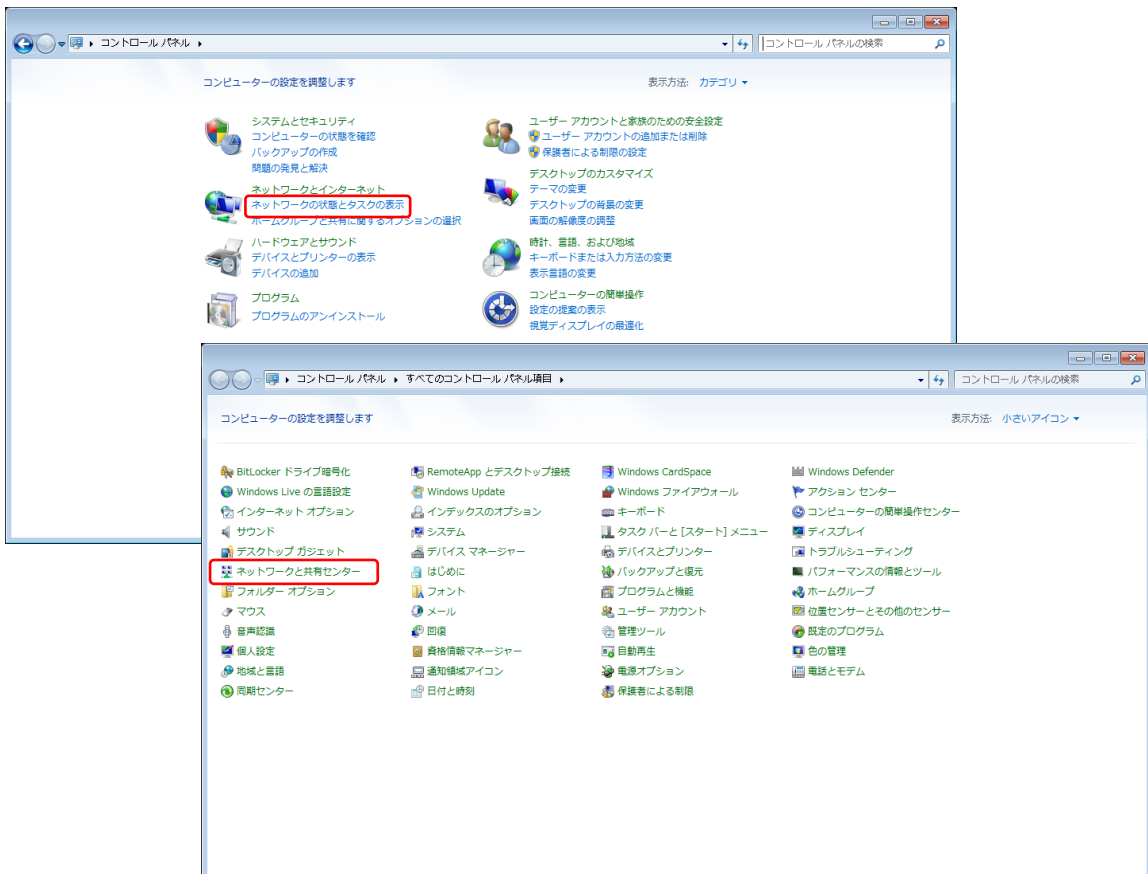 コントロール パネル
コントロール パネルの検索
コンピューターの設定を調整します
表示方法: カテゴリ
システムとセキュリティ
コンピューターの状態を確認
バックアップの作成
問題の発見と解決
ネットワークとインターネット
ネットワークの状態とタスクの表示
ホームグループと共有に関するオプションの選択
ハードウェアとサウンド
デバイスとプリンターの表示
デバイスの追加
プログラム
プログラムのアンインストール
ユーザー アカウントと家族のための安全設定
ユーザー アカウントの追加または削除
保護者による制限の設定
デスクトップのカスタマイズ
テーマの変更
デスクトップの背景の変更
画面の解像度の調整
時計、言語、および地域
キーボードまたは入力方法の変更
表示言語の変更
コンピューターの簡単操作
設定の提案の表示
視覚ディスプレイの最適化
コントロール パネル すべてのコントロール パネル項目
コントロール パネルの検索
コンピューターの設定を調整します
表示方法: 小さいアイコン
BitLocker ドライブ暗号化
RemoteApp とデスクトップ接続
Windows CardSpace
Windows Defender
Windows Live の言語設定
Windows Update
Windows ファイアウォール
アクション センター
インターネット オプション
インデックスのオプション
キーボード
コンピューターの簡単操作センター
サウンド
システム
タスク バーと [スタート] メニュー
ディスプレイ
デスクトップ ガジェット
デバイス マネージャー
デバイスとプリンター
トラブルシューティング
ネットワークと共有センター
はじめに
バックアップと復元
パフォーマンスの情報とツール
フォルダー オプション
フォント
プログラムと機能
ホームグループ
マウス
メール
ユーザー アカウント
位置センサーとその他のセンサー
音声認識
回復
管理ツール
既定のプログラム
個人設定
資格情報マネージャー
自動再生
色の管理
地域と言語
通知領域アイコン
電源オプション
電話とモデム
同期センター
日付と時刻
保護者による制限